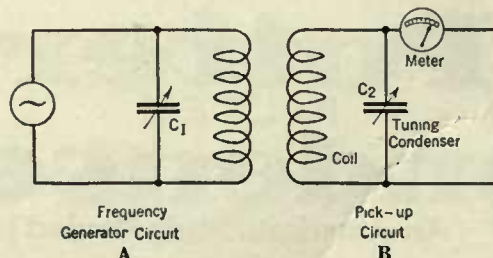 Meter
C1
C2
Tuning
Condenser
Coil
Frequency
Generator Circuit
A
Pick-up
Circuit
B